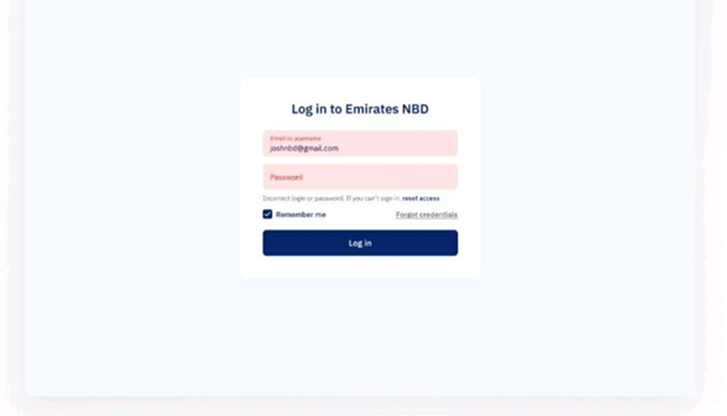 Log in to Emirates NBD
Email or username
joshnbd@gmail.com
Password
Incorrect login or password. If you can't sign in, reset access
Remember me
Forgot credentials
Log in